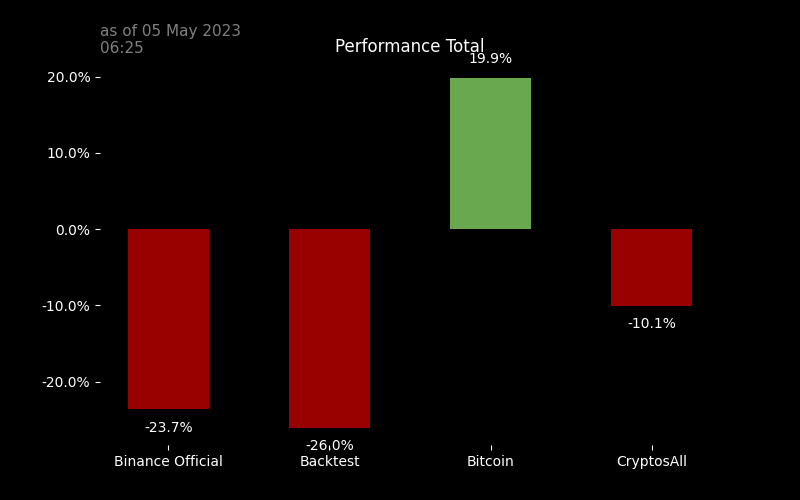 as of 05 May 2023
06:25
Performance Total
19.9%
20.0%
10.0%
0.0%
-10.0%
-10.1%
-20.0%
-23.7%
-26.0%
Binance Official
Backtest
Bitcoin
CryptosAll